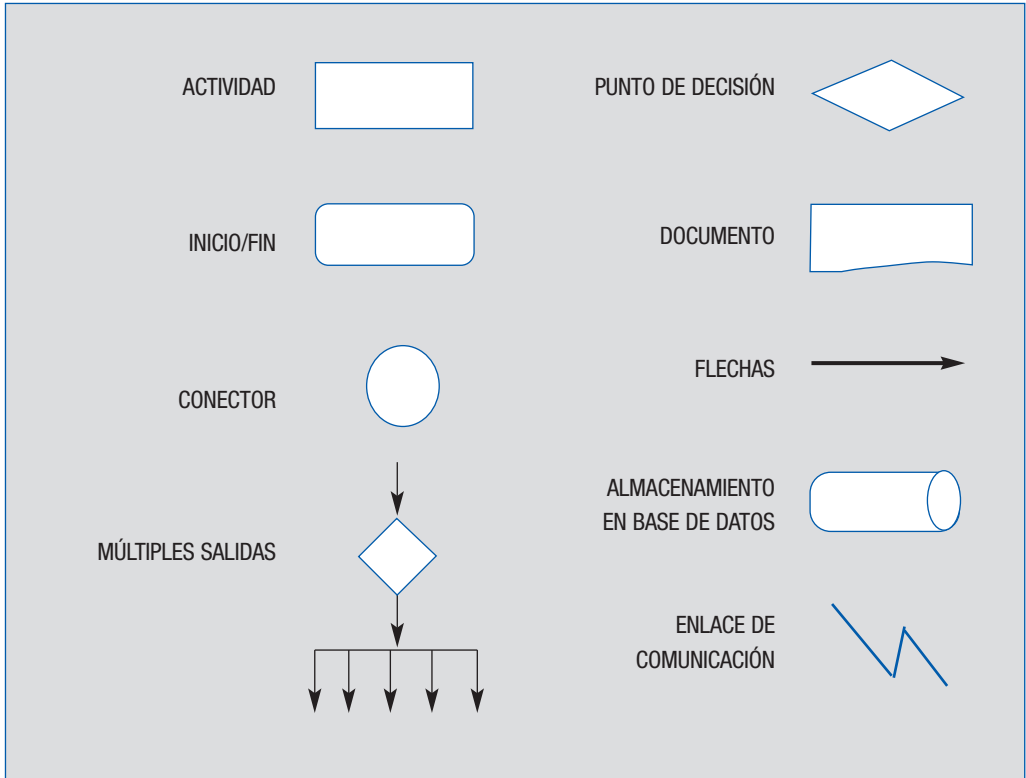 ACTIVIDAD
INICIO/FIN
CONECTOR
MÚLTIPLES SALIDAS
PUNTO DE DECISIÓN
DOCUMENTO
FLECHAS
ALMACENAMIENTO
EN BASE DE DATOS
ENLACE DE
COMUNICACIÓN